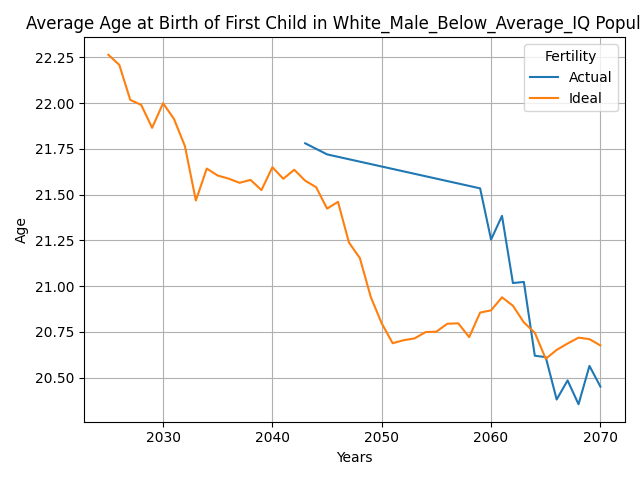 Average Age at Birth of First Child in White_Male_Below_Average_IQ Popul
Fertility
Actual
Ideal
22.25
22.00
21.75
21.50
21.25
21.00
20.75
20.50
Age
2030 2040 2050 2060 2070
Years